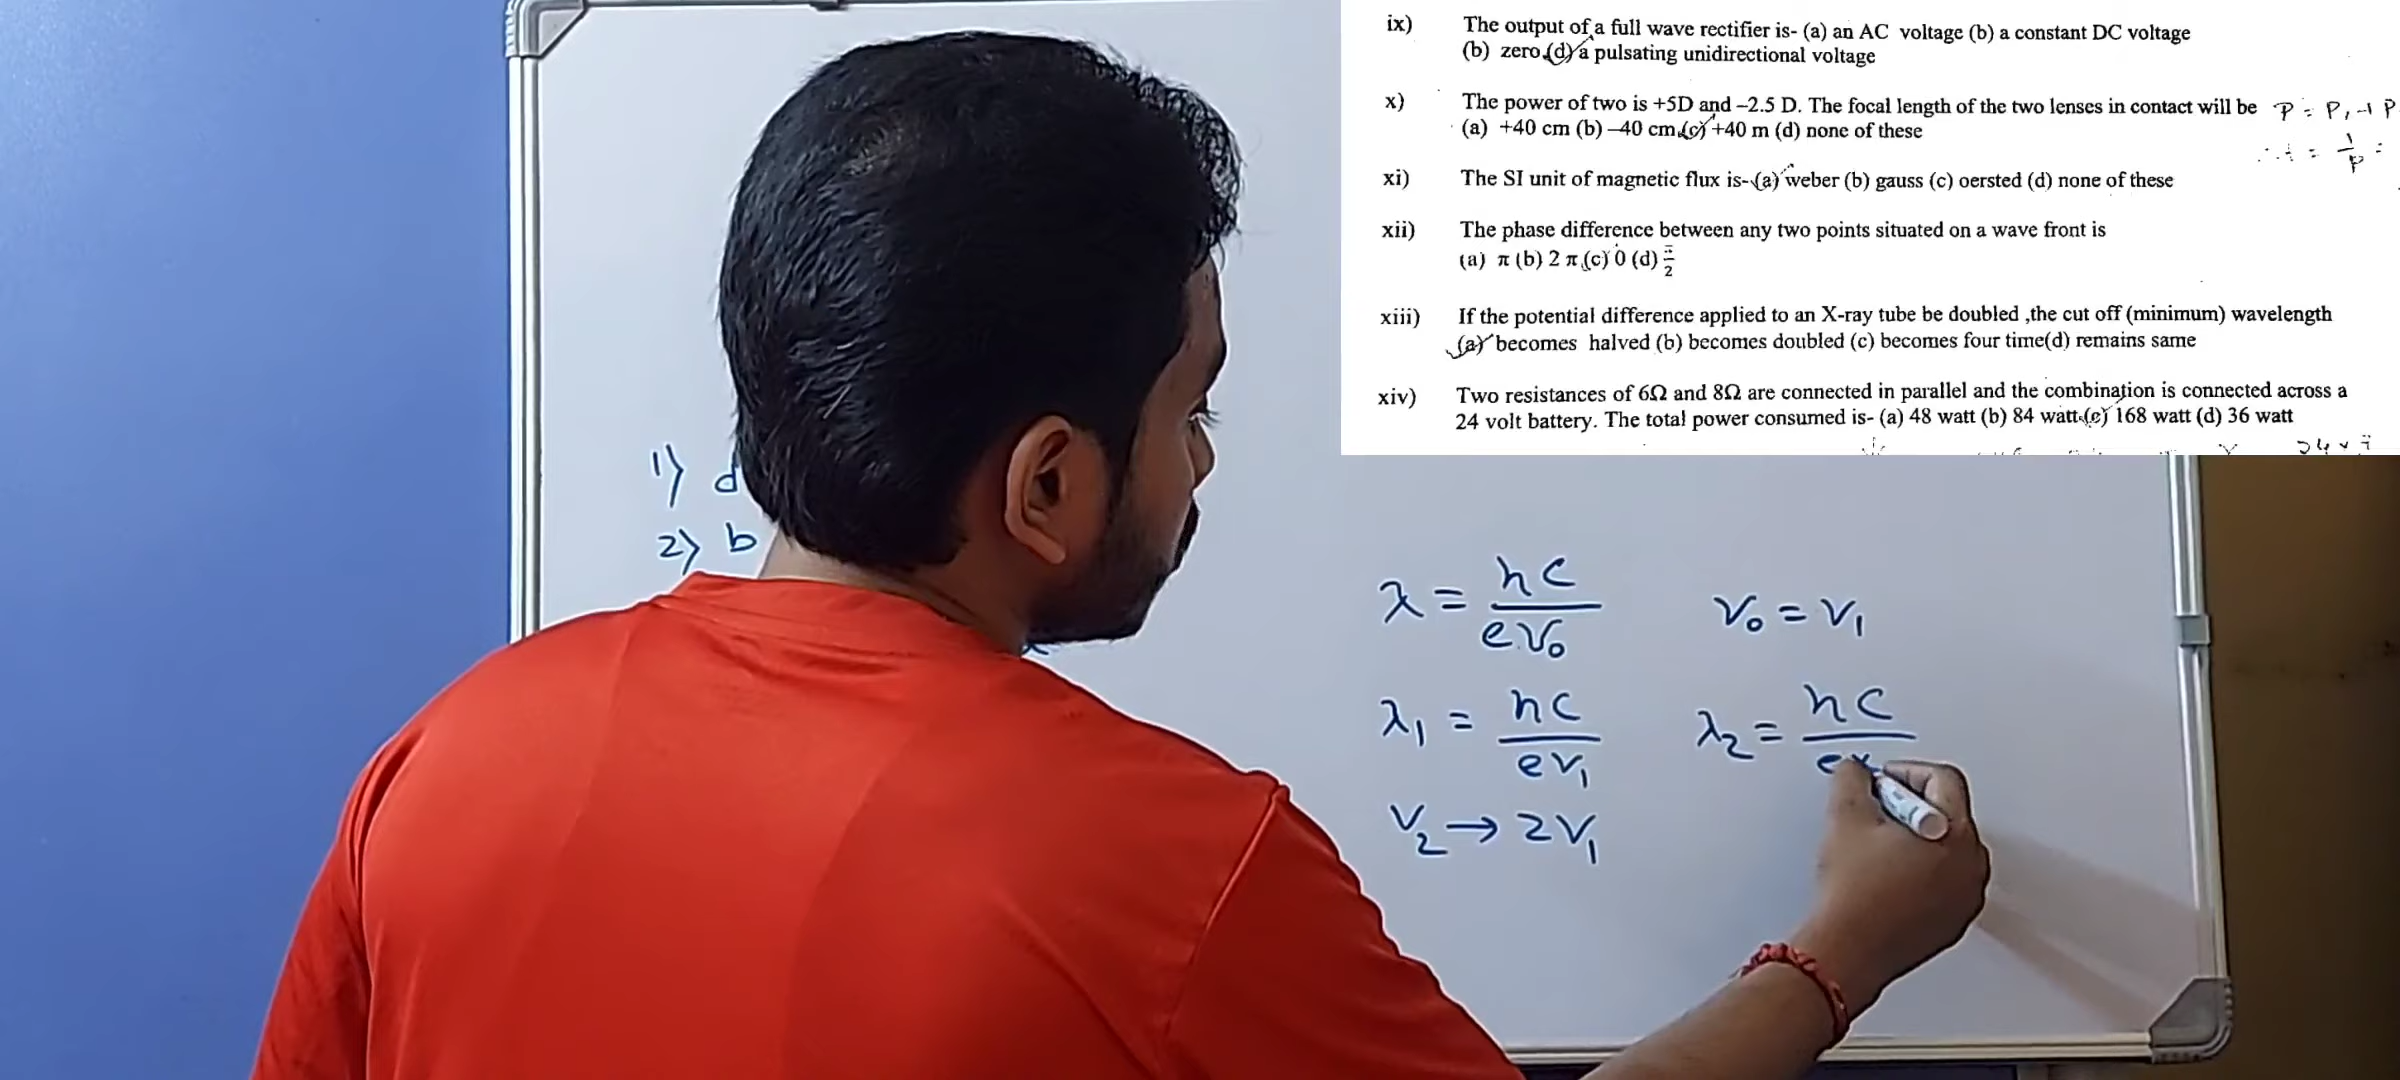 ix) The output of a full wave rectifier is- (a) an AC voltage (b) a constant DC voltage
(b) zero (d) a pulsating unidirectional voltage
x) The power of two is +5D and –2.5 D. The focal length of the two lenses in contact will be P = P₁ + P
(a) +40 cm (b) –40 cm (c) +40 m (d) none of these
xi) The SI unit of magnetic flux is- (a) weber (b) gauss (c) oersted (d) none of these
xii) The phase difference between any two points situated on a wave front is
(a) π (b) 2 π (c) 0 (d) π/2
xiii) If the potential difference applied to an X-ray tube be doubled ,the cut off (minimum) wavelength
(a) becomes halved (b) becomes doubled (c) becomes four time(d) remains same
xiv) Two resistances of 6Ω and 8Ω are connected in parallel and the combination is connected across a
24 volt battery. The total power consumed is- (a) 48 watt (b) 84 watt (c) 168 watt (d) 36 watt
1) d
2) b
λ = hc/eV₀ V₀ = V₁
λ₁ = hc/eV₁ λ₂ = hc/e
V₂ → 2V₁